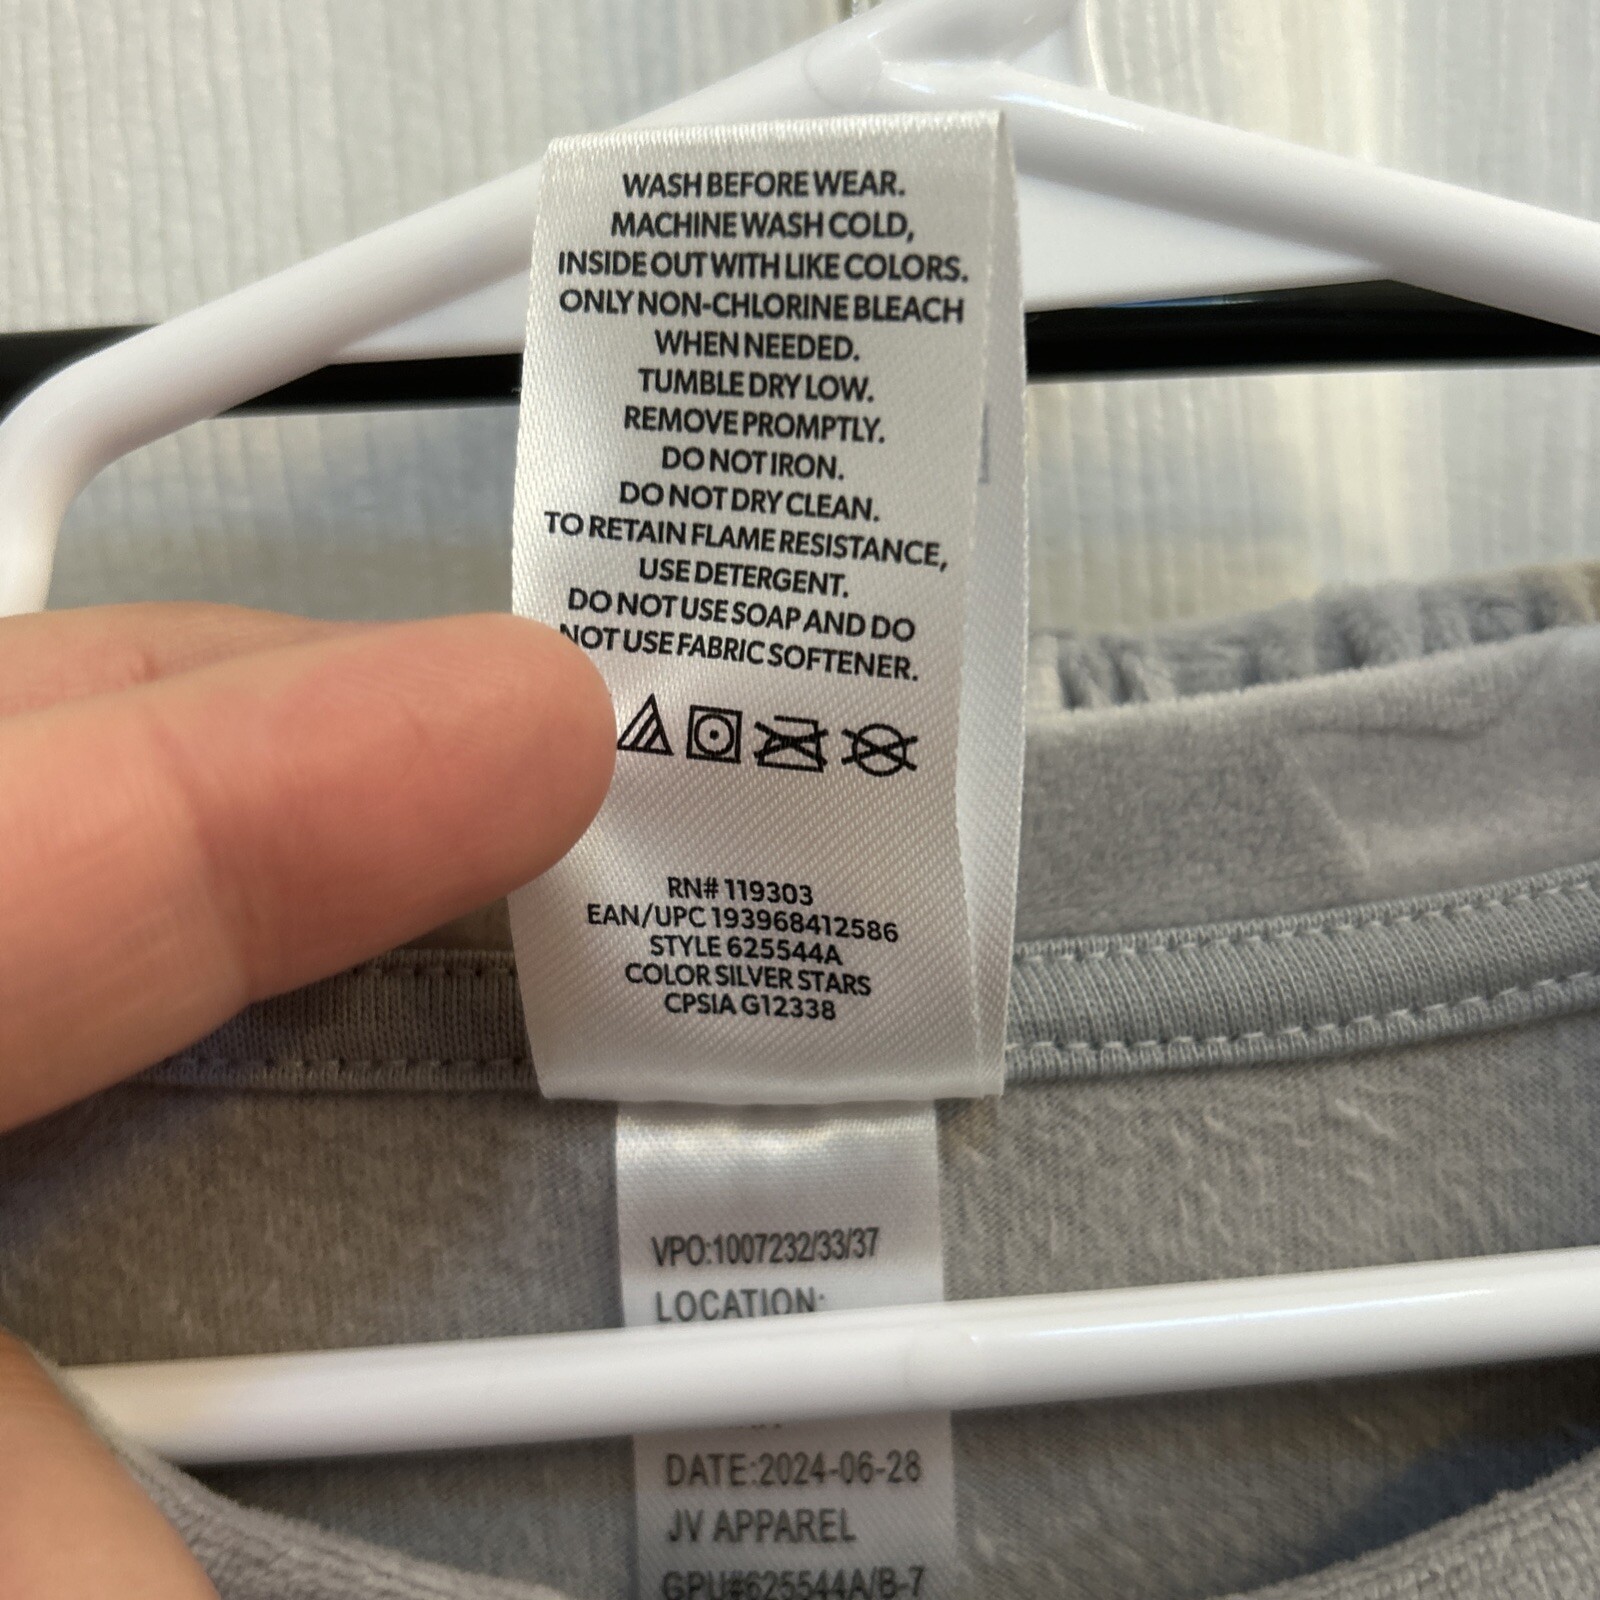 WASH BEFORE WEAR.
MACHINE WASH COLD,
INSIDE OUT WITH LIKE COLORS.
ONLY NON-CHLORINE BLEACH
WHEN NEEDED.
TUMBLE DRY LOW.
REMOVE PROMPTLY.
DO NOT IRON.
DO NOT DRY CLEAN.
TO RETAIN FLAME RESISTANCE,
USE DETERGENT.
DO NOT USE SOAP AND DO
NOT USE FABRIC SOFTENER.
RN# 119303
EAN/UPC 193968412586
STYLE 625544A
COLOR SILVER STARS
CPSIA G12338
VPO:1007232/33/37
LOCATION:
DATE:2024-06-28
JV APPAREL
GPU#625544A/B-7